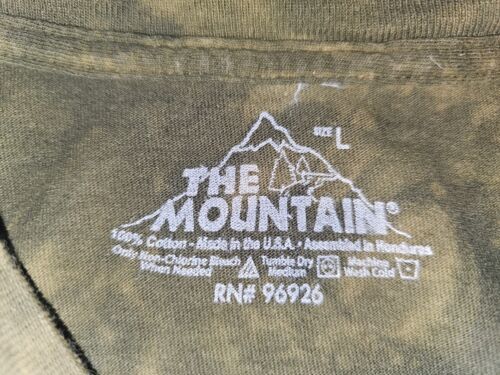 SIZE L
THE
MOUNTAIN®
100% Cotton - Made in the U.S.A. - Assembled in Honduras
Only Non-Chlorine Bleach Tumble Dry Machine
When Needed Medium Wash Cold
RN# 96926